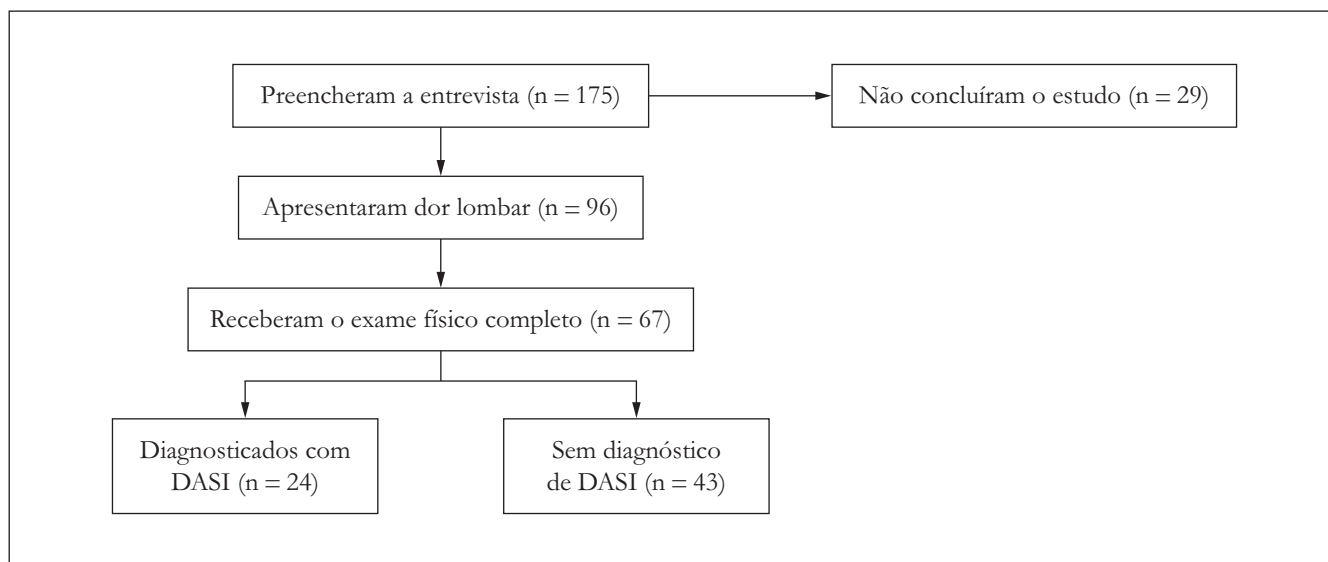 Preencheram a entrevista (n = 175)
Não concluíram o estudo (n = 29)
Apresentaram dor lombar (n = 96)
Receberam o exame físico completo (n = 67)
Diagnosticados com
DASI (n = 24)
Sem diagnóstico
de DASI (n = 43)